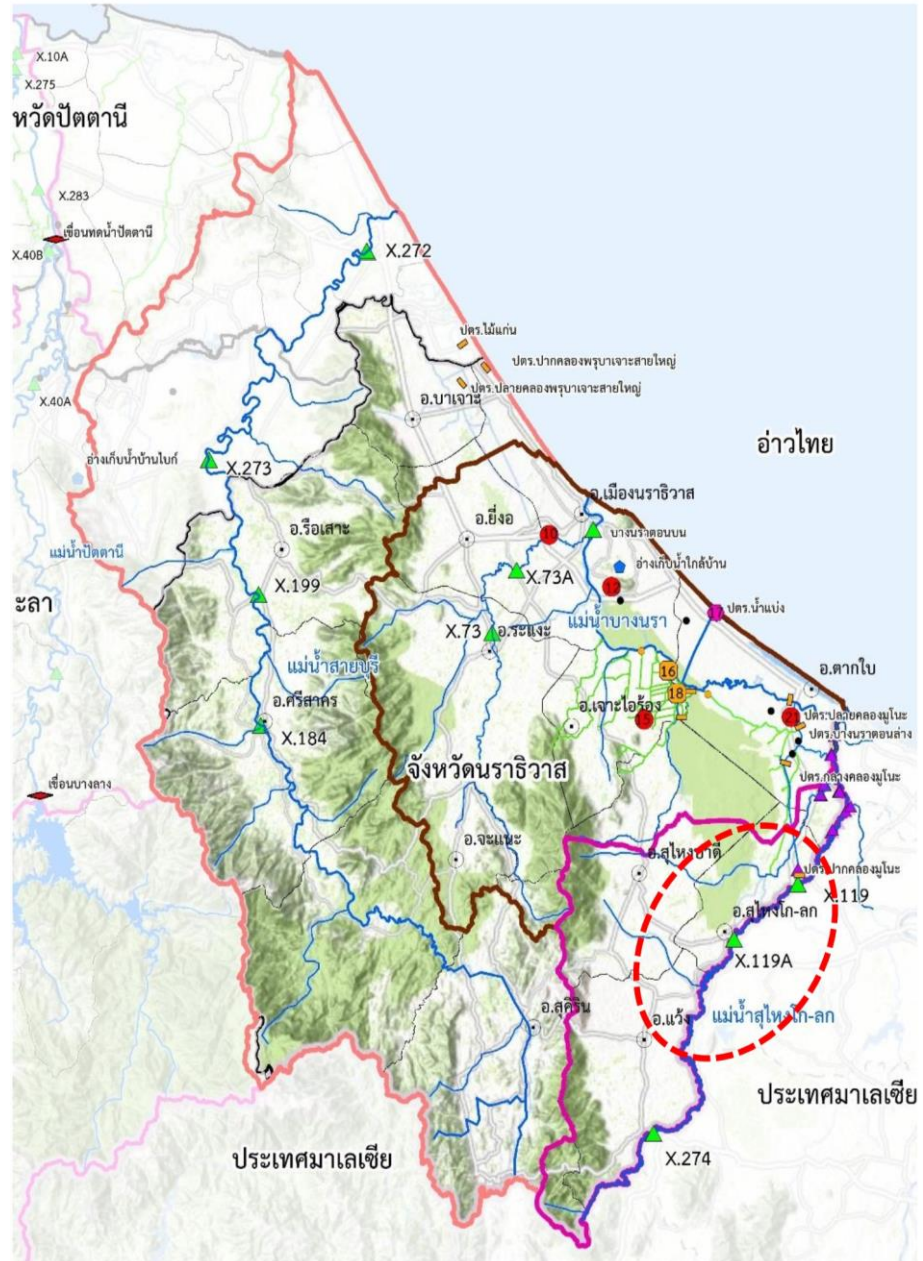 X.10A
X.275
หวัดปัตตานี
X.283
เขื่อนทดน้ำปัตตานี
X.40B
X.272
ปตร.ไม้แก่น
ปตร.ปากคลองพรุบาเจาะสายใหญ่
ปตร.ปลายคลองพรุบาเจาะสายใหญ่
X.40A
อ.บาเจาะ
อ่าวไทย
อ่างเก็บน้ำบ้านไบก์
X.273
อ.เมืองนราธิวาส
อ.รือเสาะ
อ.ยี่งอ
10
บางนราตอนบน
แม่น้ำปัตตานี
อ่างเก็บน้ำใกล้บ้าน
X.73A
X.199
ะลา
17
ปตร.น้ำแบ่ง
X.73
อ.ระแงะ
แม่น้ำบางนรา
แม่น้ำสายบุรี
16
อ.ตากใบ
18
อ.ศรีสาคร
อ.เจาะไอร้อง
15
21
ปตร.ปลายคลองมูโนะ
X.184
ปตร.บางนราตอนล่าง
จังหวัดนราธิวาส
ปตร.กลางคลองมูโนะ
เขื่อนบางลาง
อ.จะแนะ
อ.สุไหงปาดี
ปตร.ปากคลองมูโนะ
X.119
อ.สุไหงโก-ลก
X.119A
อ.สุคิริน
แม่น้ำสุไหงโก-ลก
อ.แว้ง
ประเทศมาเลเซีย
X.274
ประเทศมาเลเซีย